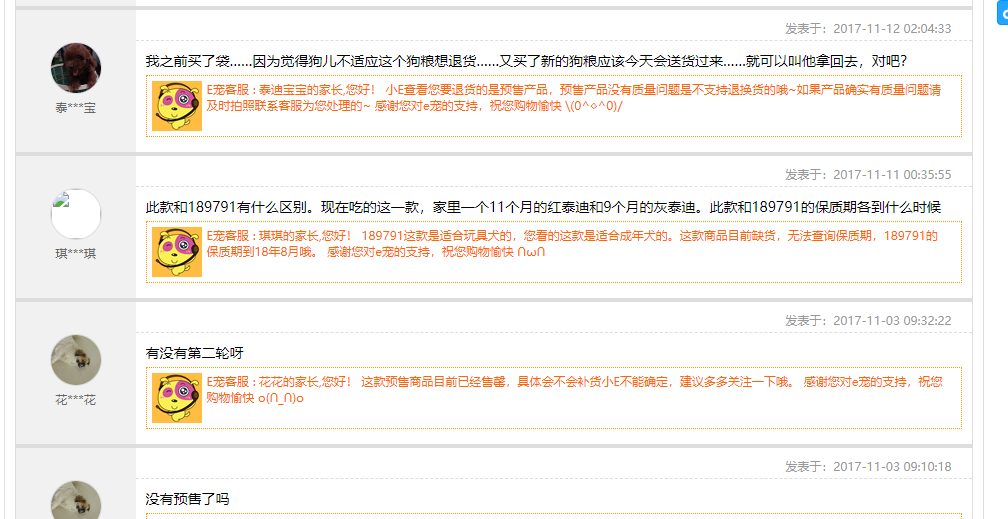 发表于：2017-11-12 02:04:33
我之前买了袋……因为觉得狗儿不适应这个狗粮想退货……又买了新的狗粮应该今天会送货过来……就可以叫他拿回去，对吧？
泰***宝
E宠客服：泰迪宝宝的家长,您好！ 小E查看您要退货的是预售产品，预售产品没有质量问题是不支持退换货的哦~如果产品确实有质量问题请
及时拍照联系客服为您处理的~ 感谢您对e宠的支持，祝您购物愉快 \(0^◇^0)/
发表于：2017-11-11 00:35:55
此款和189791有什么区别。现在吃的这一款，家里一个11个月的红泰迪和9个月的灰泰迪。此款和189791的保质期各到什么时候
琪***琪
E宠客服：琪琪的家长,您好！ 189791这款是适合玩具犬的，您看的这款是适合成年犬的。这款商品目前缺货，无法查询保质期，189791的
保质期到18年8月哦。 感谢您对e宠的支持，祝您购物愉快 ∩ω∩
发表于：2017-11-03 09:32:22
有没有第二轮呀
花***花
E宠客服：花花的家长,您好！ 这款预售商品目前已经售罄，具体会不会补货小E不能确定，建议多多关注一下哦。 感谢您对e宠的支持，祝您
购物愉快 o(∩_∩)o
发表于：2017-11-03 09:10:18
没有预售了吗